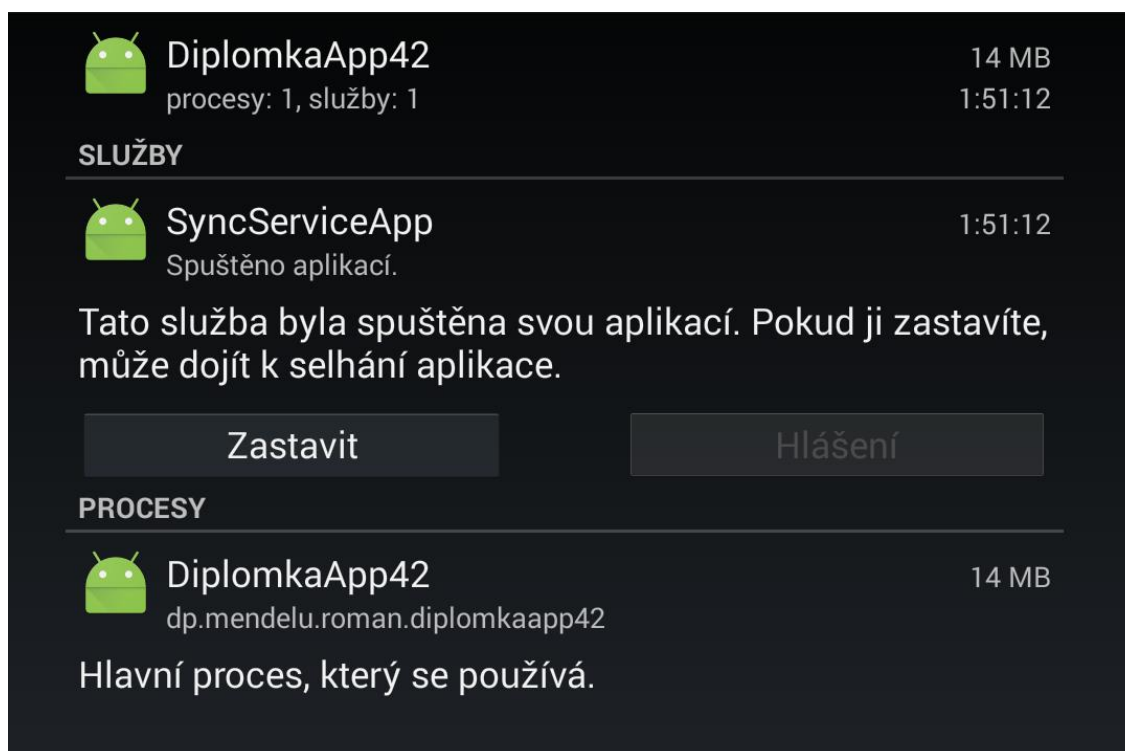 DiplomkaApp42 14 MB
procesy: 1, služby: 1 1:51:12
SLUŽBY
SyncServiceApp 1:51:12
Spuštěno aplikací.
Tato služba byla spuštěna svou aplikací. Pokud ji zastavíte,
může dojít k selhání aplikace.
Zastavit Hlášení
PROCESY
DiplomkaApp42 14 MB
dp.mendelu.roman.diplomkaapp42
Hlavní proces, který se používá.